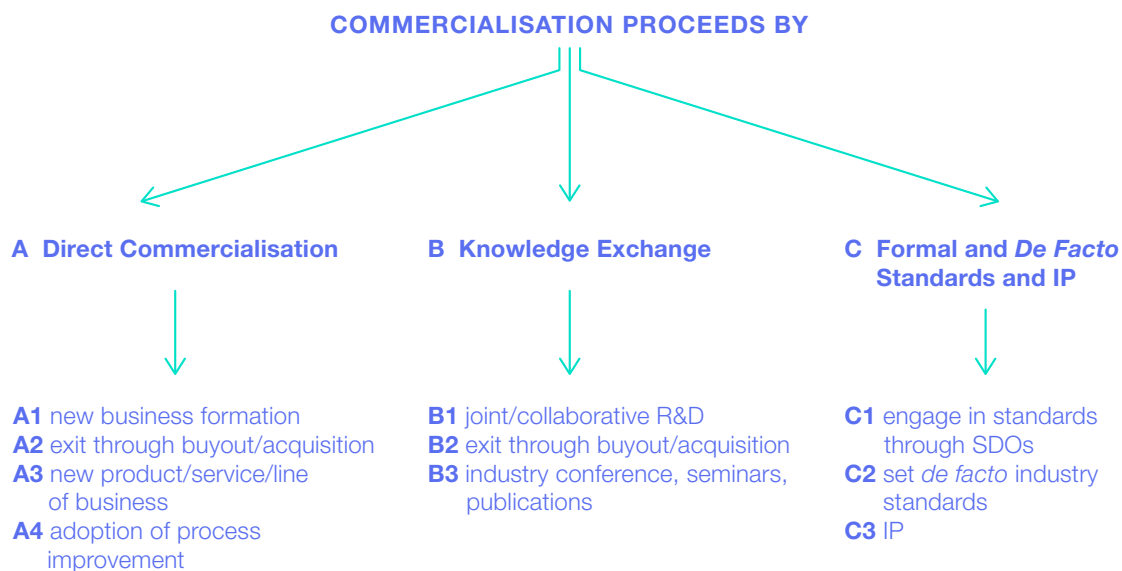 COMMERCIALISATION PROCEEDS BY
A Direct Commercialisation
B Knowledge Exchange
C Formal and De Facto
Standards and IP
A1 new business formation
A2 exit through buyout/acquisition
A3 new product/service/line
of business
A4 adoption of process
improvement
B1 joint/collaborative R&D
B2 exit through buyout/acquisition
B3 industry conference, seminars,
publications
C1 engage in standards
through SDOs
C2 set de facto industry
standards
C3 IP